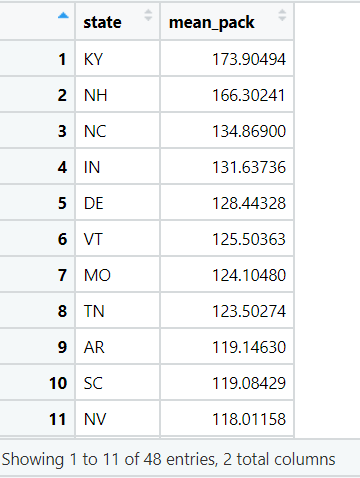 state mean_pack
1 KY 173.90494
2 NH 166.30241
3 NC 134.86900
4 IN 131.63736
5 DE 128.44328
6 VT 125.50363
7 MO 124.10480
8 TN 123.50274
9 AR 119.14630
10 SC 119.08429
11 NV 118.01158
Showing 1 to 11 of 48 entries, 2 total columns